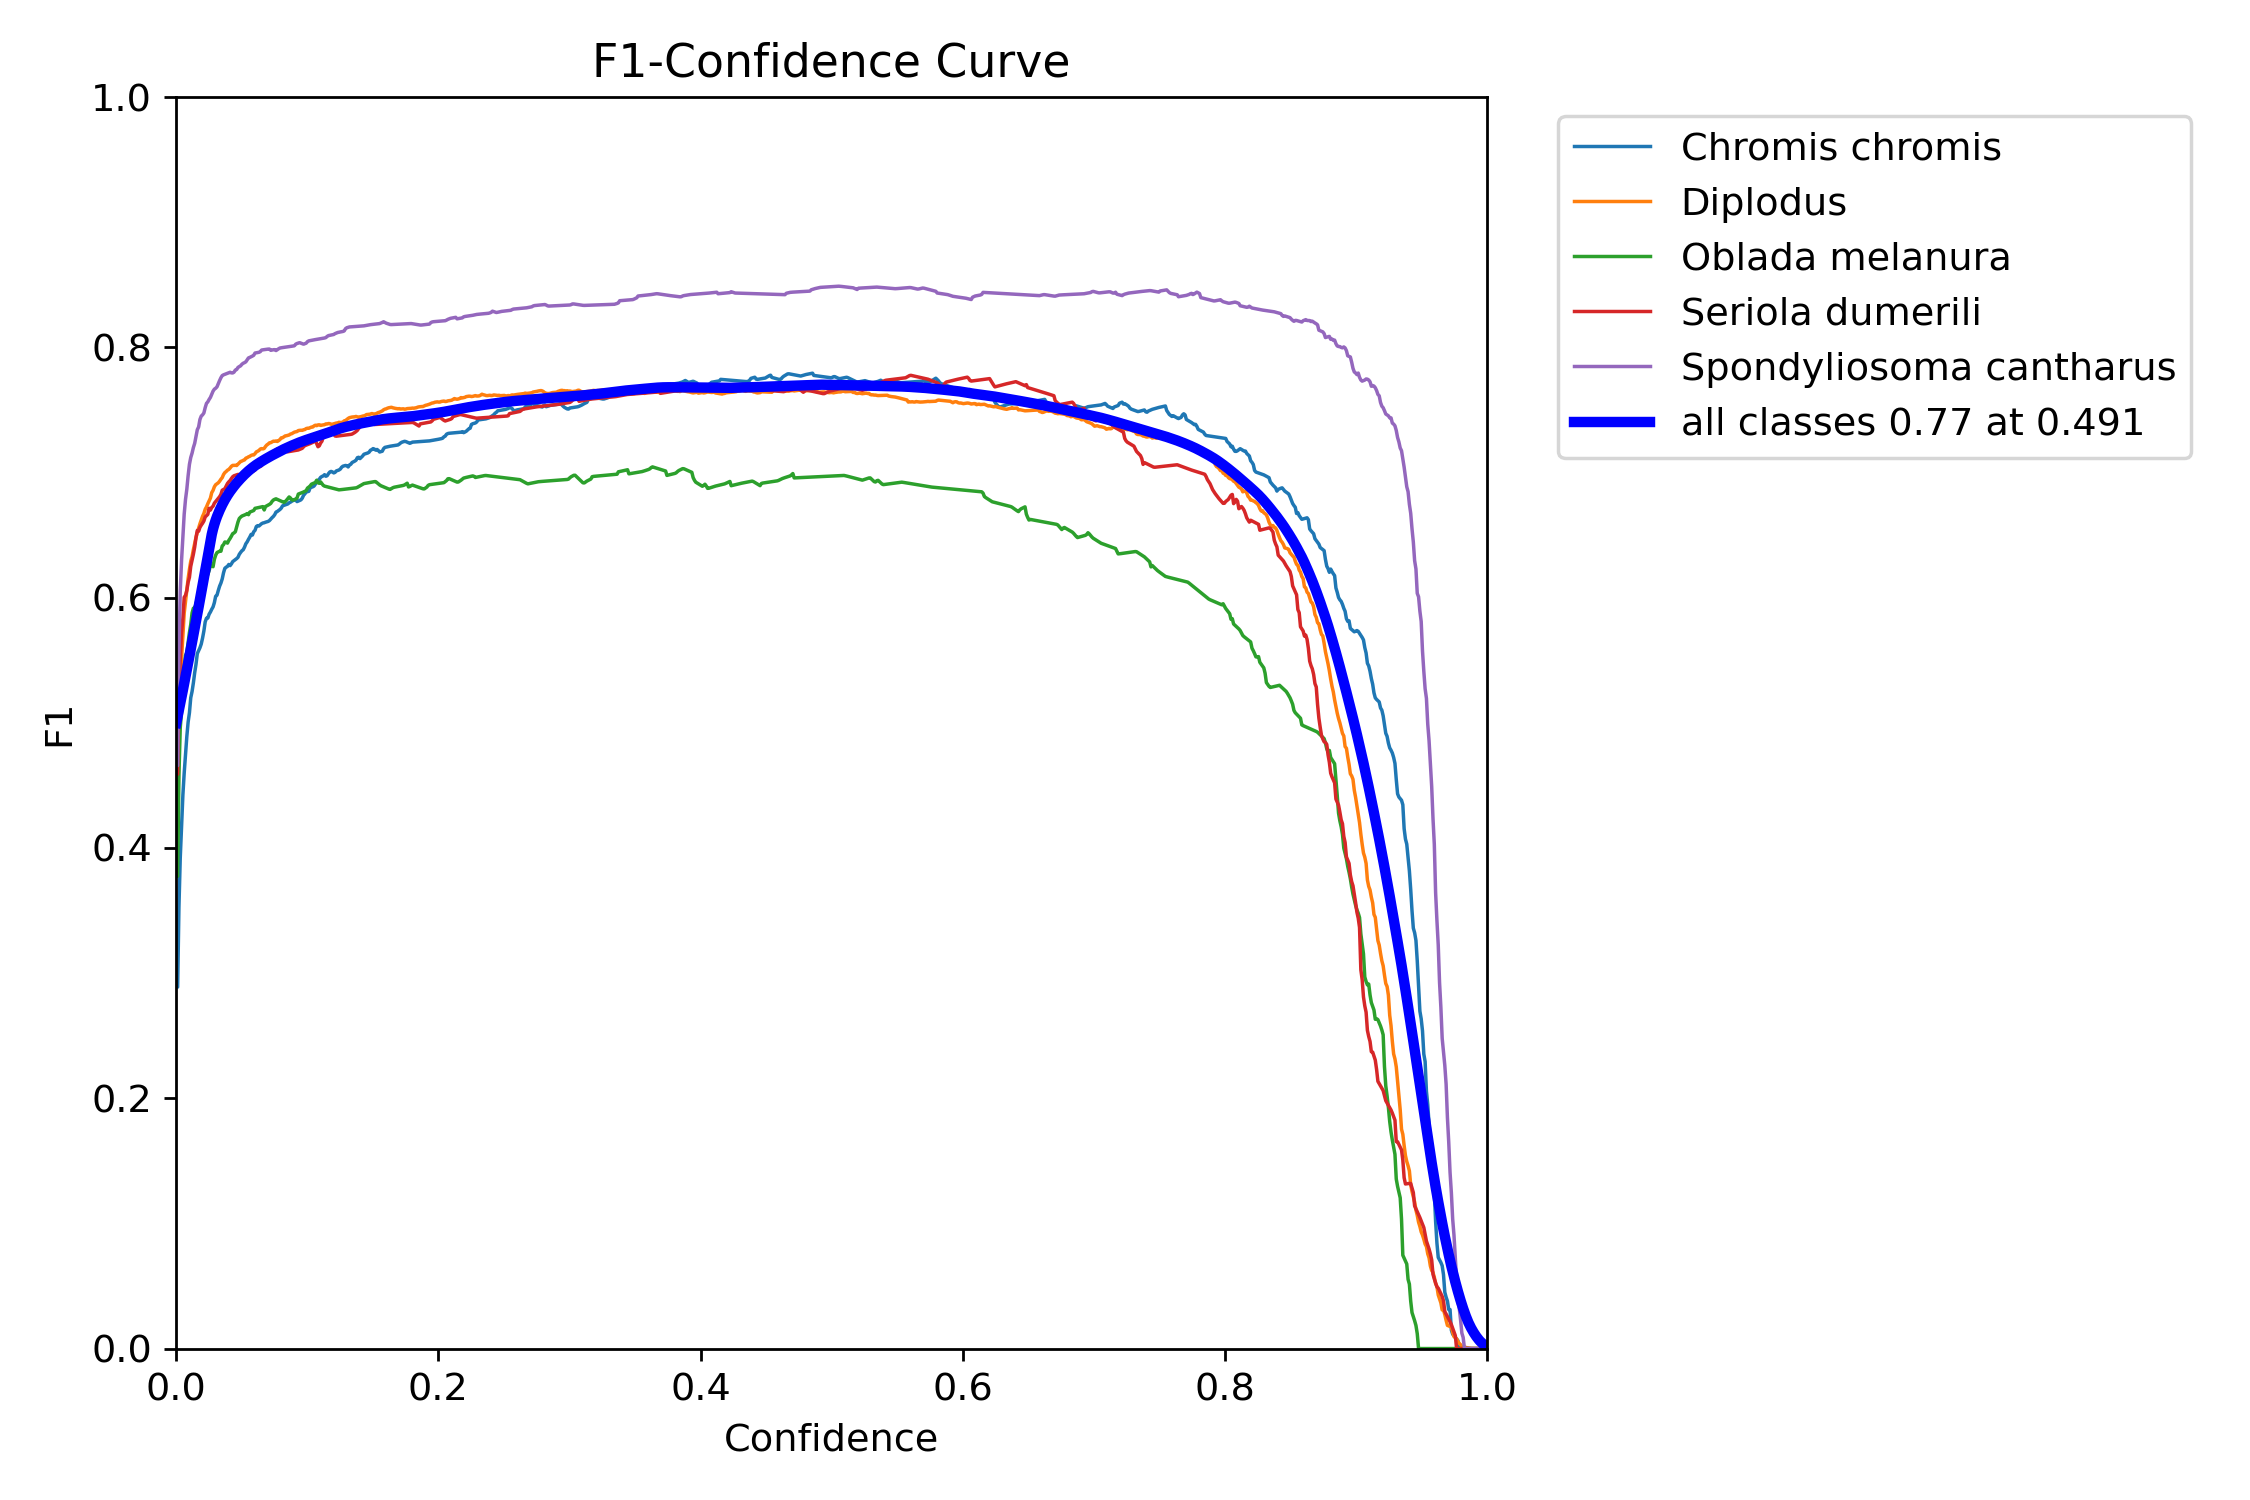 F1-Confidence Curve
1.0
0.8
0.6
0.4
0.2
0.0
F1
0.0 0.2 0.4 0.6 0.8 1.0
Confidence
Chromis chromis
Diplodus
Oblada melanura
Seriola dumerili
Spondyliosoma cantharus
all classes 0.77 at 0.491